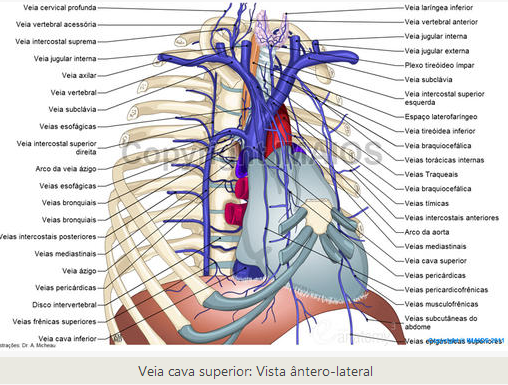 Veia cervical profunda
Veia vertebral acessória
Veia intercostal suprema
Veia jugular interna
Veia axilar
Veia vertebral
Veia subclávia
Veias esofágicas
Veia intercostal superior
direita
Arco da veia ázigo
Veias esofágicas
Veias bronquiais
Veias bronquiais
Veias intercostais posteriores
Veias mediastinais
Veia ázigo
Veias pericárdicas
Disco intervertebral
Veias frênicas superiores
Veia cava inferior
Veia laríngea inferior
Veia vertebral anterior
Veia jugular interna
Veia jugular externa
Plexo tireóideo ímpar
Veia subclávia
Veia intercostal superior
esquerda
Espaço laterofaríngeo
Veia tireóidea inferior
Veia braquiocefálica
Veias torácicas internas
Veias Traqueais
Veia braquiocefálica
Veias tímicas
Veias intercostais anteriores
Arco da aorta
Veias mediastinais
Veia cava superior
Veias pericárdicas
Veias pericardicofrênicas
Veias musculofrênicas
Veias subcutâneas do
abdome
Veias epigástricas superiores
strações: Dr. A. Micheau
Veia cava superior: Vista ântero-lateral